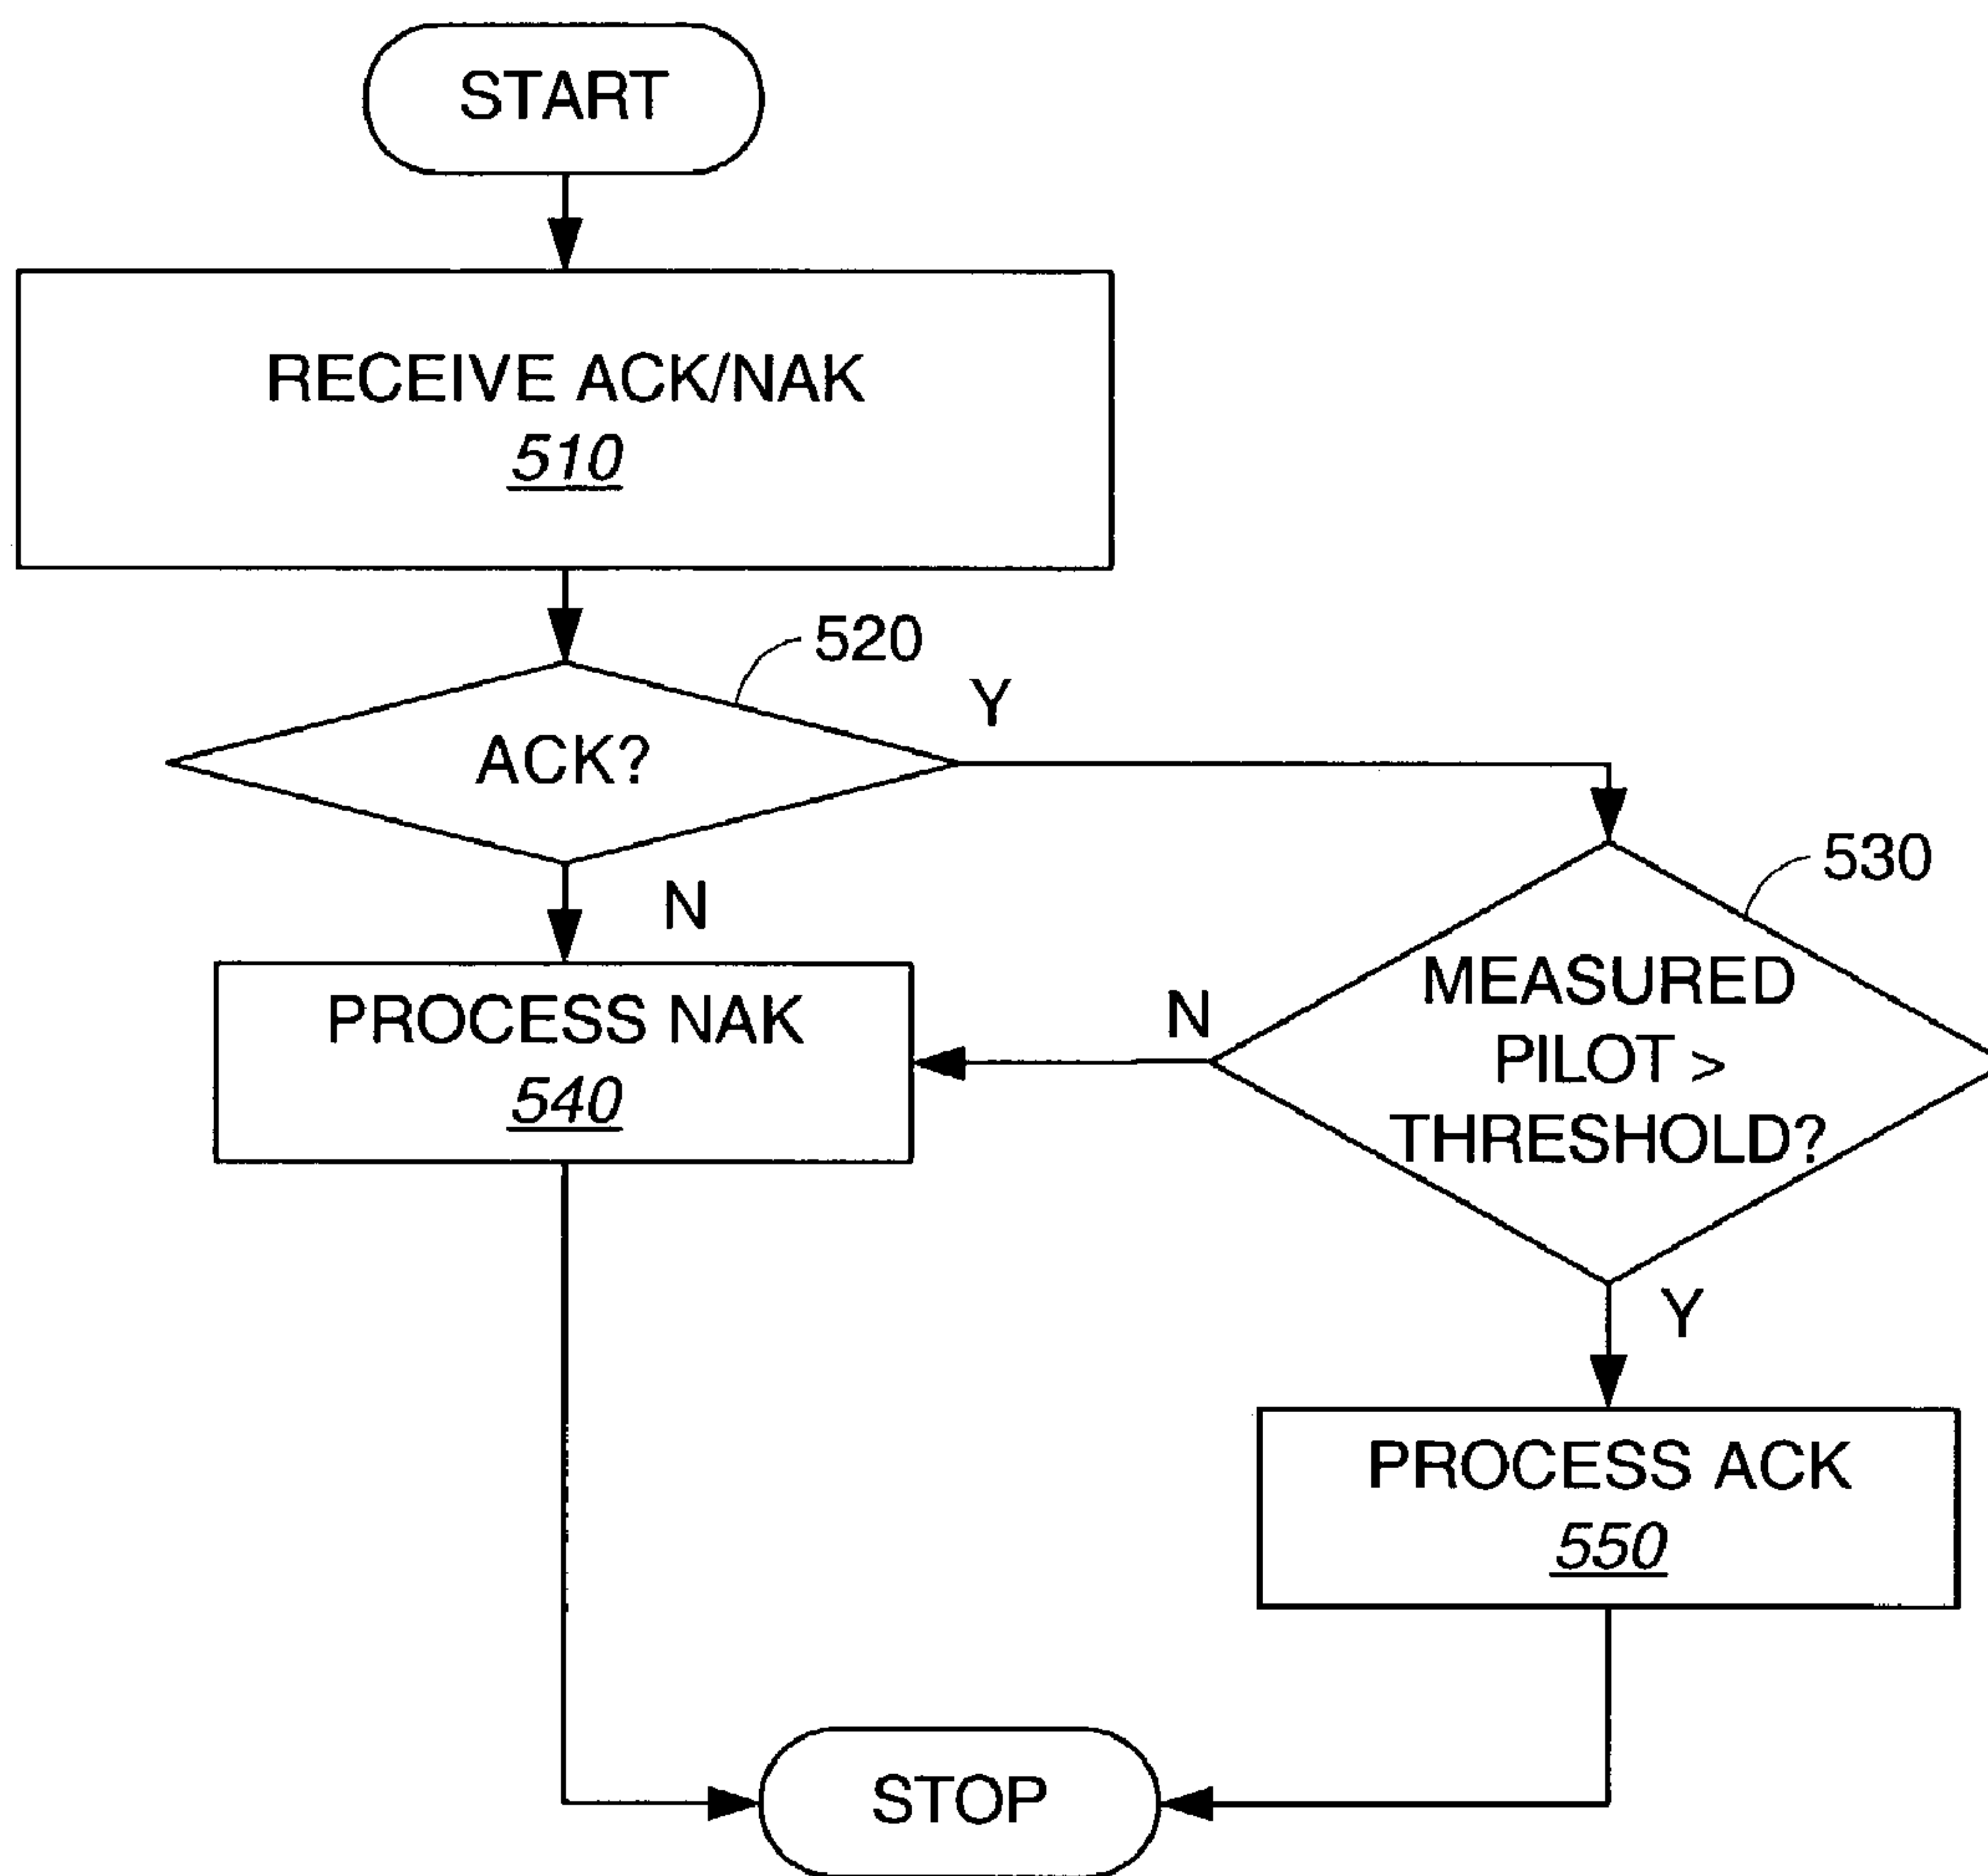 START
RECEIVE ACK/NAK
510
520
ACK?
Y
N
530
MEASURED
PILOT >
THRESHOLD?
N
PROCESS NAK
540
Y
PROCESS ACK
550
STOP